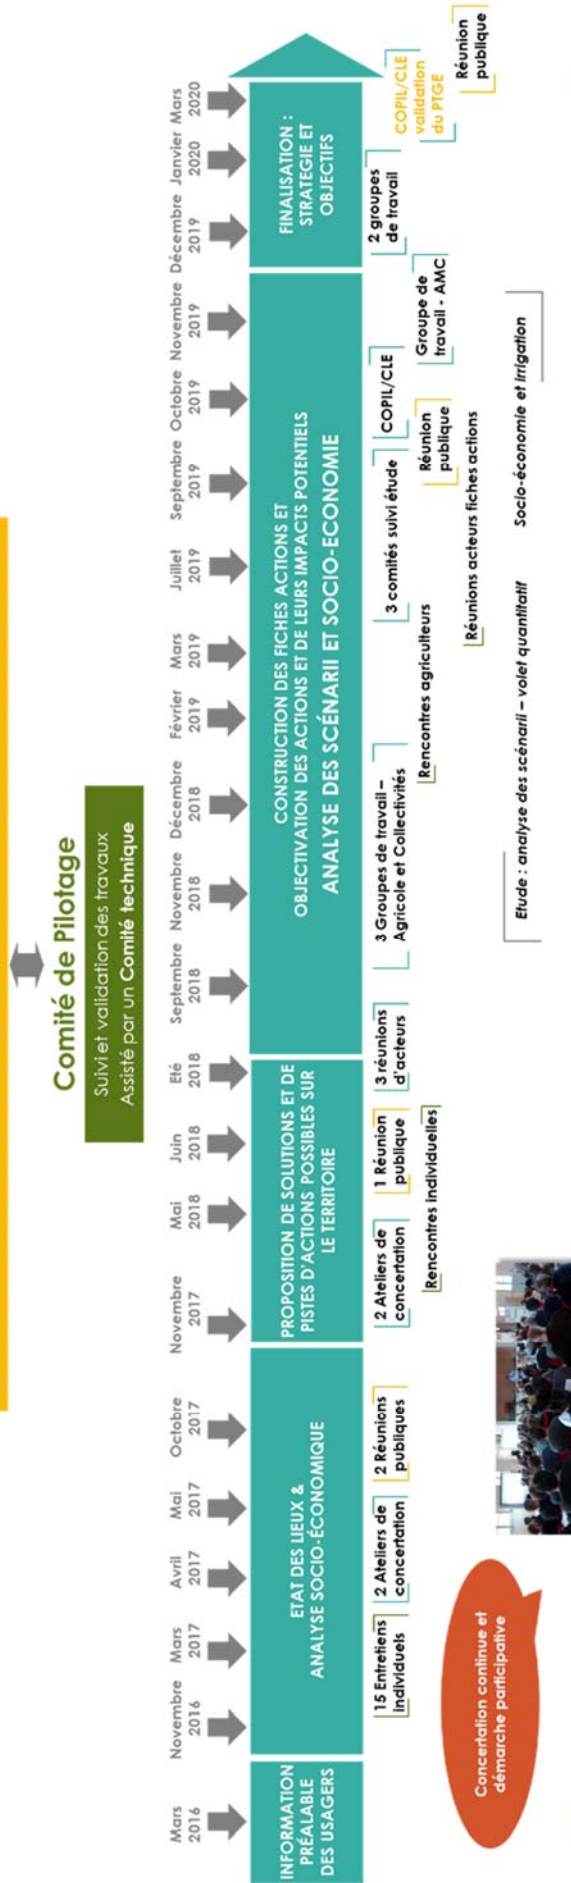 Comité de Pilotage
Suivi et validation des travaux
Assisté par un Comité technique
Mars
2016
Novembre
2016
Mars
2017
Avril
2017
Mai
2017
Octobre
2017
Novembre
2017
Mai
2018
Juin
2018
Eté
2018
Septembre
2018
Novembre
2018
Décembre
2018
Février
2019
Mars
2019
Juillet
2019
Septembre
2019
Octobre
2019
Novembre
2019
Décembre
2019
Janvier
2020
Mars
2020
INFORMATION
PRÉALABLE
DES USAGERS
ETAT DES LIEUX &
ANALYSE SOCIO-ÉCONOMIQUE
PROPOSITION DE SOLUTIONS ET DE
PISTES D'ACTIONS POSSIBLES SUR
LE TERRITOIRE
CONSTRUCTION DES FICHES ACTIONS ET
OBJECTIVATION DES ACTIONS ET DE LEURS IMPACTS POTENTIELS
ANALYSE DES SCÉNARII ET SOCIO-ECONOMIE
FINALISATION :
STRATEGIE ET
OBJECTIFS
15 Entretiens
individuels
2 Ateliers de
concertation
2 Réunions
publiques
2 Ateliers de
concertation
1 Réunion
publique
Rencontres individuelles
3 réunions
d'acteurs
3 Groupes de travail –
Agricole et Collectivités
Rencontres agriculteurs
3 comités suivi étude
Réunions acteurs fiches actions
Réunion
publique
COPIL/CLE
Groupe de
travail - AMC
2 groupes
de travail
COPIL/CLE
validation
du PTGE
Réunion
publique
Etude : analyse des scénarii – volet quantitatif
Socio-économie et irrigation
Concertation continue et
démarche participative